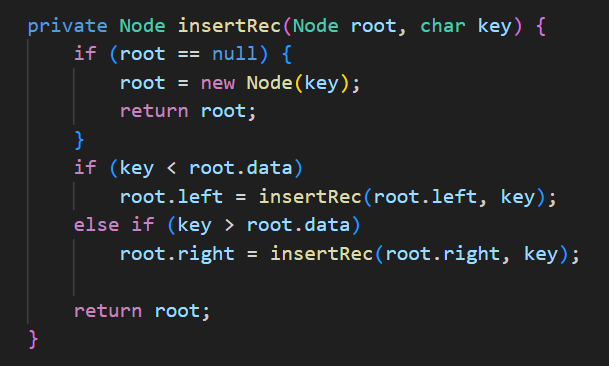 private Node insertRec(Node root, char key) {
    if (root == null) {
        root = new Node(key);
        return root;
    }
    if (key < root.data)
        root.left = insertRec(root.left, key);
    else if (key > root.data)
        root.right = insertRec(root.right, key);

    return root;
}